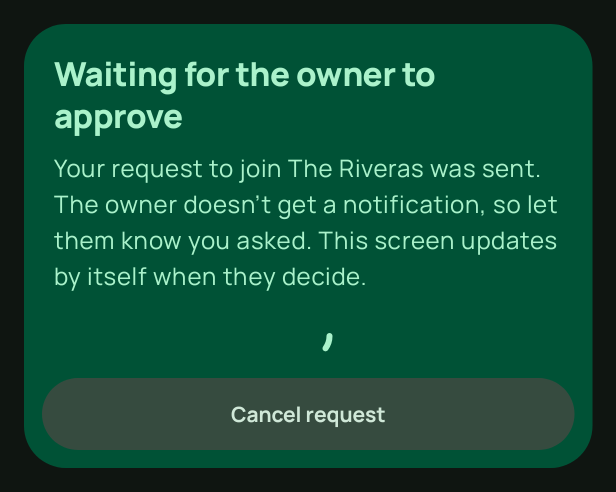 Waiting for the owner to
approve
Your request to join The Riveras was sent.
The owner doesn’t get a notification, so let
them know you asked. This screen updates
by itself when they decide.
Cancel request